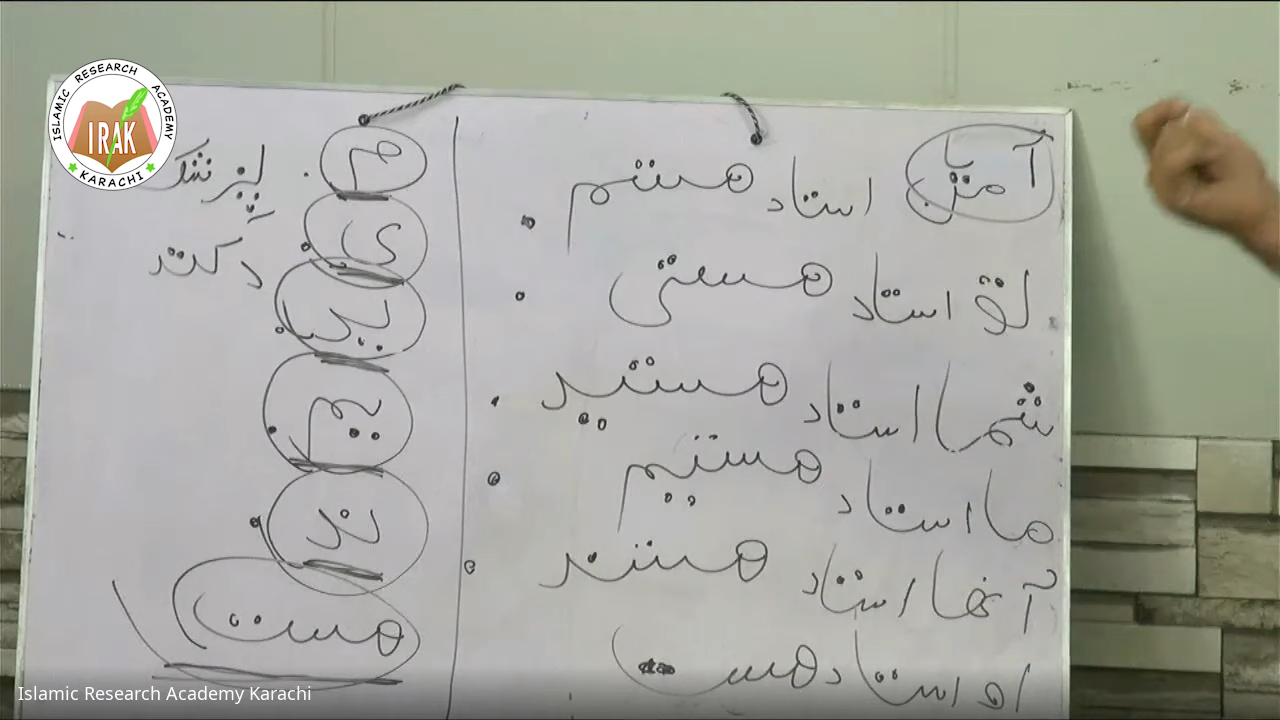 آیا من استاد هستم
تو استاد هستی
شما استاد هستید
ما استاد هستیم
آنها استاد هستند
او استاد هست
م
ی
ید
یم
ند
هست
ISLAMIC RESEARCH ACADEMY
IRAK
KARACHI
Islamic Research Academy Karachi